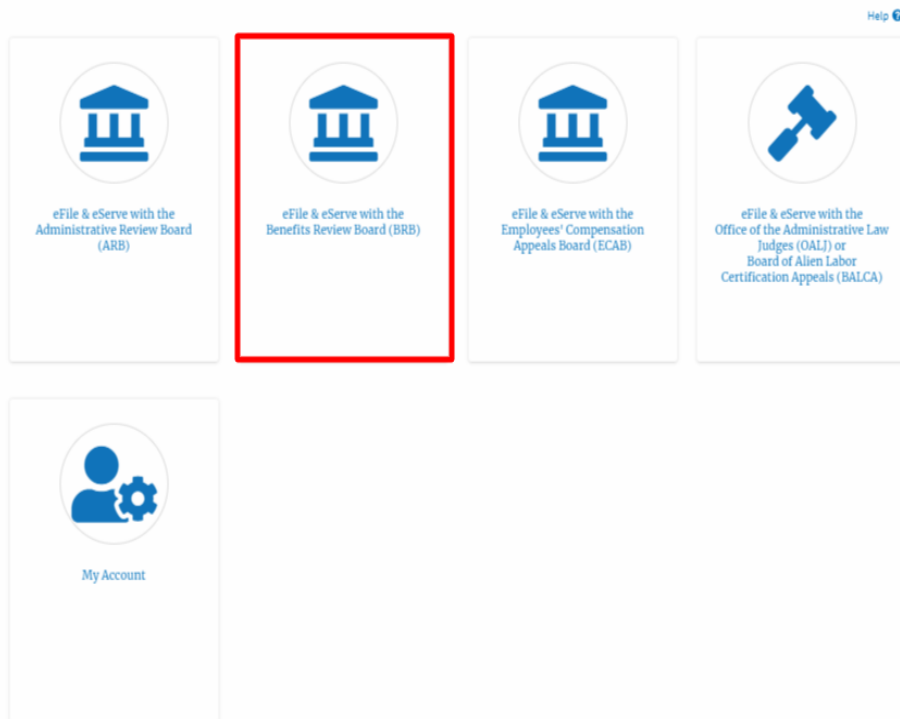 Help
eFile & eServe with the
Administrative Review Board
(ARB)
eFile & eServe with the
Benefits Review Board (BRB)
eFile & eServe with the
Employees' Compensation
Appeals Board (ECAB)
eFile & eServe with the
Office of the Administrative Law
Judges (OALJ) or
Board of Alien Labor
Certification Appeals (BALCA)
My Account